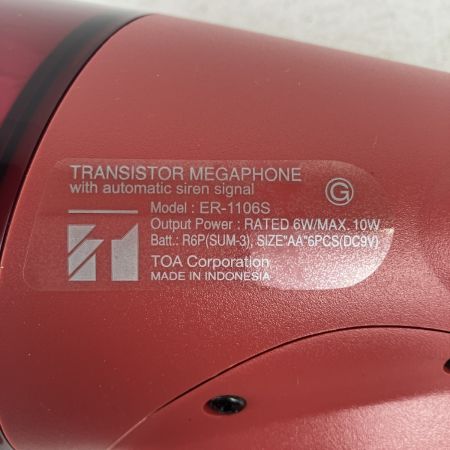 TRANSISTOR MEGAPHONE
with automatic siren signal
G
Model : ER-1106S
Output Power : RATED 6W/MAX. 10W
Batt.: R6P(SUM-3), SIZE"AA"6PCS(DC9V)
TOA Corporation
MADE IN INDONESIA